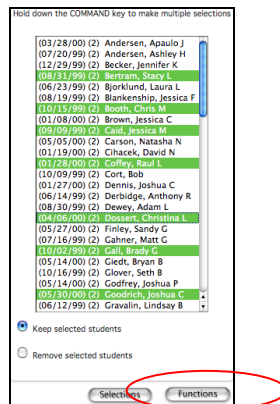 Hold down the COMMAND key to make multiple selections
(03/28/00) (2) Andersen, Apaulo J
(07/20/99) (2) Andersen, Ashley H
(12/29/99) (2) Becker, Jennifer K
(08/31/99) (2) Bertram, Stacy L
(06/23/99) (2) Bjorklund, Laura L
(08/19/99) (2) Blankenship, Jessica F
(10/15/99) (2) Booth, Chris M
(01/08/00) (2) Brown, Jessica C
(09/09/99) (2) Caid, Jessica M
(05/05/00) (2) Carson, Natasha N
(01/19/00) (2) Cihacek, David N
(01/28/00) (2) Coffey, Raul L
(10/09/99) (2) Cort, Bob
(01/27/00) (2) Dennis, Joshua C
(06/14/99) (2) Derbidge, Anthony R
(08/30/99) (2) Dewey, Adam L
(04/06/00) (2) Dossert, Christina L
(05/27/00) (2) Finley, Sandy G
(07/16/99) (2) Gahner, Matt G
(10/02/99) (2) Gall, Brady G
(05/14/00) (2) Giedt, Bryan B
(10/16/99) (2) Glover, Seth B
(05/14/00) (2) Godfrey, Joshua P
(05/30/00) (2) Goodrich, Joshua C
(06/12/99) (2) Gravalin, Lindsay B
Keep selected students
Remove selected students
Selections Functions